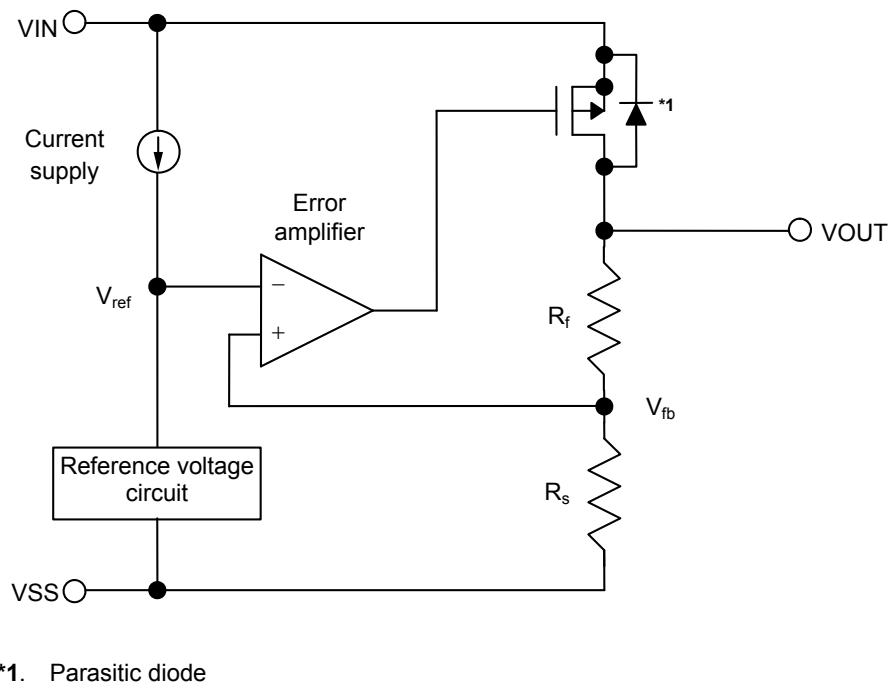 VIN
*1
Current
supply
Error
amplifier
VOUT
Vref
−
+
Rf
Vfb
Reference voltage
circuit
Rs
VSS
*1. Parasitic diode